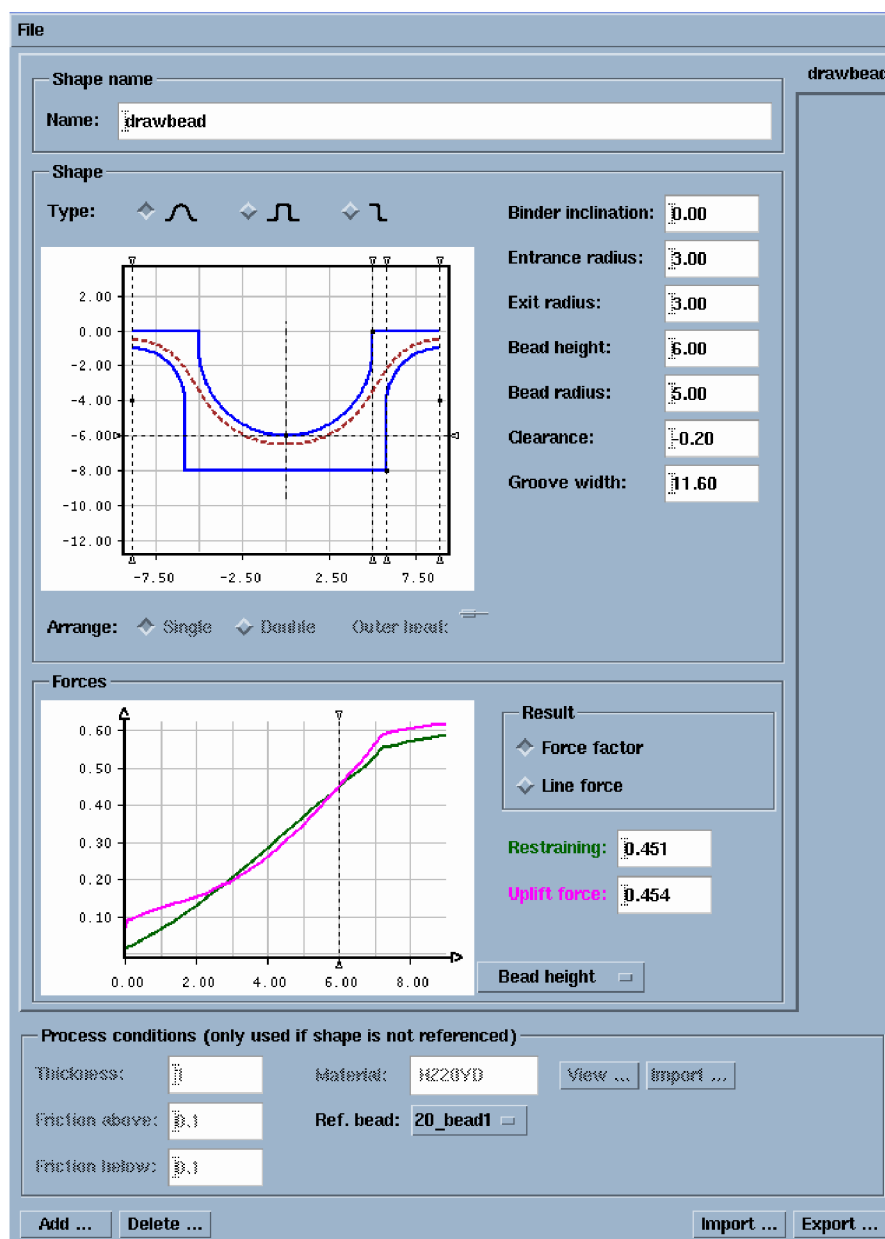 File
drawbead
Shape name
Name: drawbead
Shape
Type:
Binder inclination: 0.00
Entrance radius: 3.00
Exit radius: 3.00
Bead height: 6.00
Bead radius: 5.00
Clearance: -0.20
Groove width: 11.60
2.00
0.00
-2.00
-4.00
-6.00
-8.00
-10.00
-12.00
-7.50 -2.50 2.50 7.50
Arrange: Single Double Outer bead:
Forces
0.60
0.50
0.40
0.30
0.20
0.10
0.00 2.00 4.00 6.00 8.00
Result
Force factor
Line force
Restraining: 0.451
Uplift force: 0.454
Bead height
Process conditions (only used if shape is not referenced)
Thickness: 1 Material: H220YD View ... Import ...
Friction above: 0.1 Ref. bead: 20_bead1
Friction below: 0.1
Add ... Delete ... Import ... Export ...